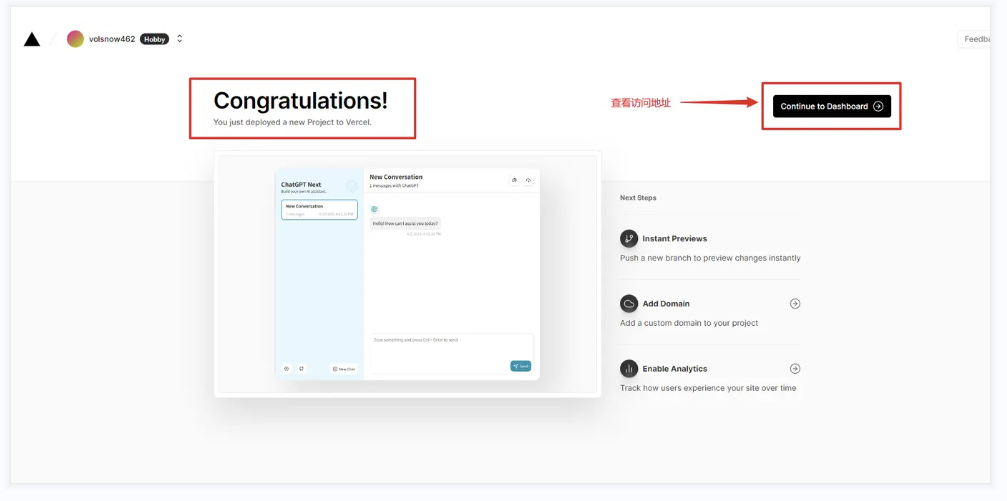 volsnow462 Hobby
Feedba
Congratulations!
You just deployed a new Project to Vercel.
查看访问地址
Continue to Dashboard
ChatGPT Next
Build your own AI assistant.
New Conversation
New Conversation
1 messages with ChatGPT
Hello! How can I assist you today?
Type something and press Ctrl + Enter to send
New Chat
Send
Next Steps
Instant Previews
Push a new branch to preview changes instantly
Add Domain
Add a custom domain to your project
Enable Analytics
Track how users experience your site over time